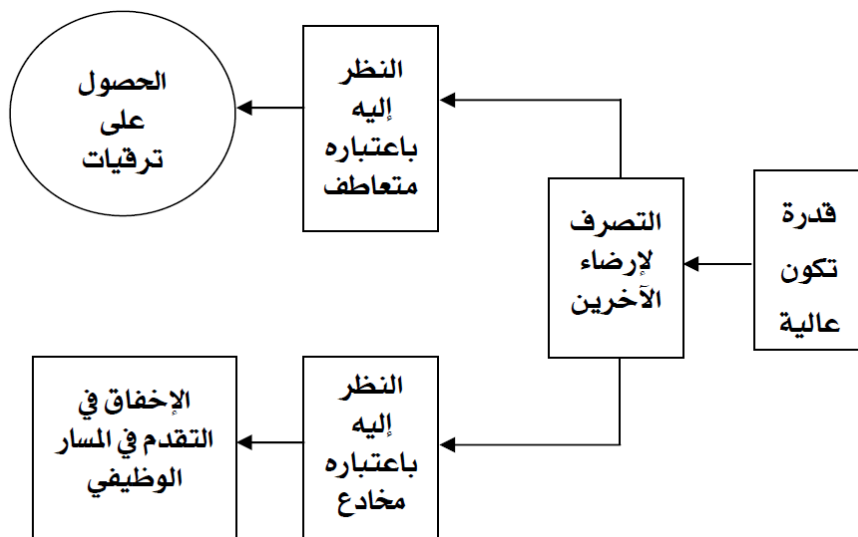 قدرة
تكون
عالية
التصرف
لإرضاء
الآخرين
النظر
إليه
باعتباره
متعاطف
الحصول
على
ترقيات
النظر
إليه
باعتباره
مخادع
الإخفاق في
التقدم في المسار
الوظيفي